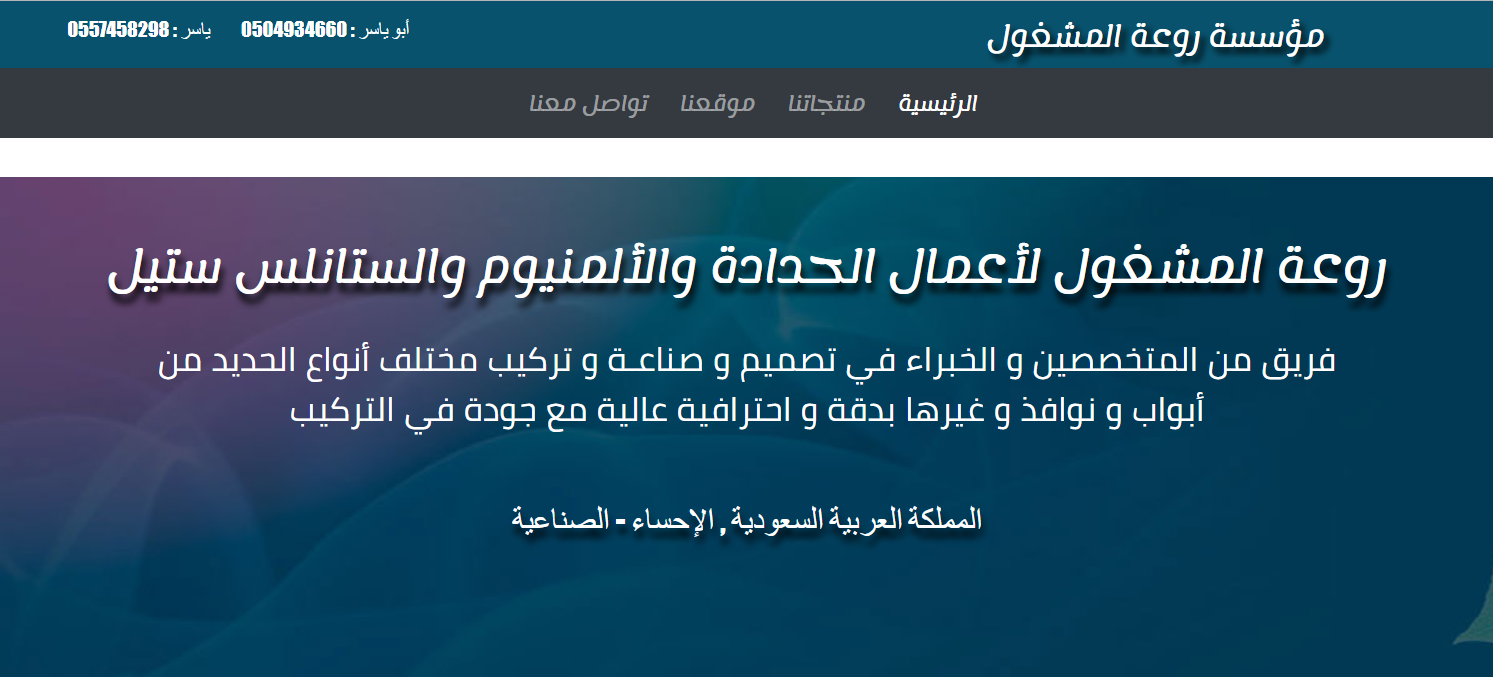 مؤسسة روعة المشغول
أبو ياسر : 0504934660 ياسر : 0557458298
الرئيسية منتجاتنا موقعنا تواصل معنا
روعة المشغول لأعمال الحدادة والألمنيوم والستانلس ستيل
فريق من المتخصصين و الخبراء في تصميم و صناعـة و تركيب مختلف أنواع الحديد من
أبواب و نوافذ و غيرها بدقة و احترافية عالية مع جودة في التركيب
المملكة العربية السعودية , الإحساء - الصناعية